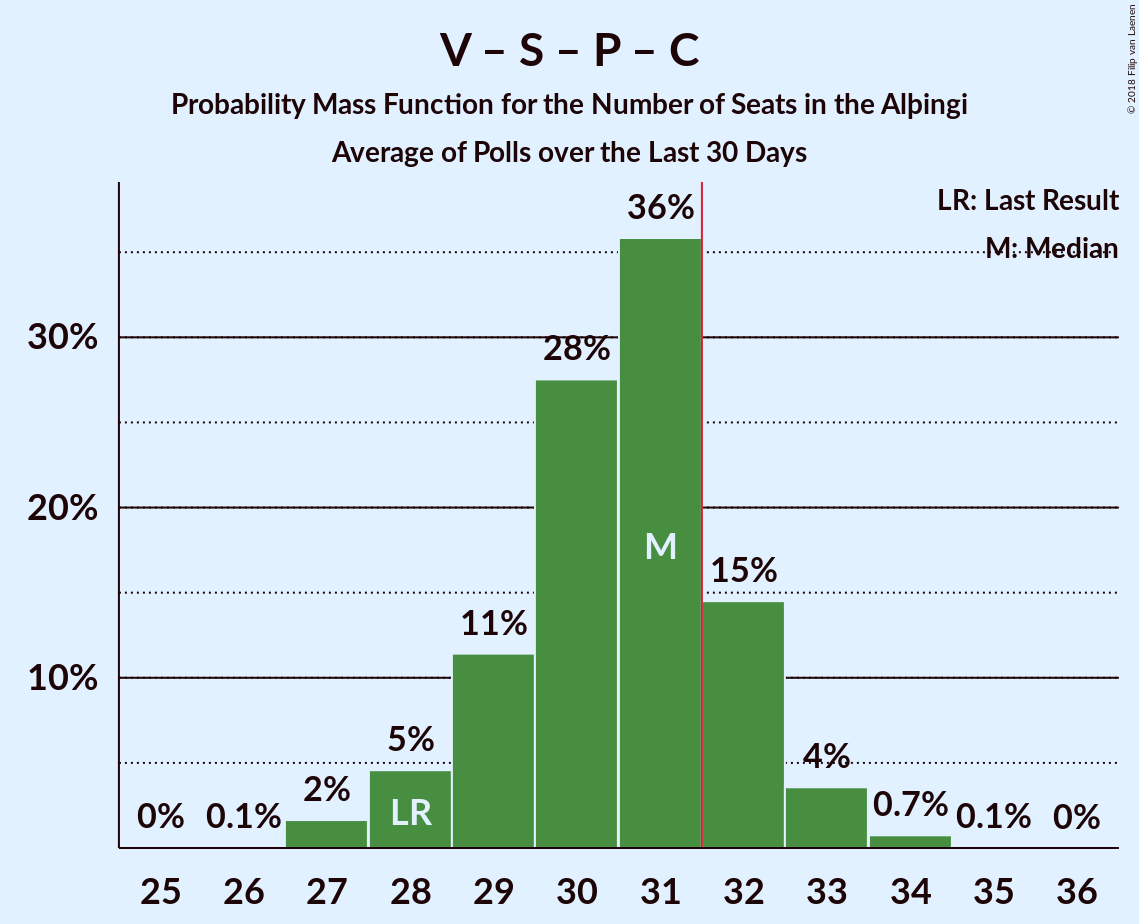 V – S – P – C
Probability Mass Function for the Number of Seats in the Alþingi
Average of Polls over the Last 30 Days
© 2018 Filip van Laenen
LR: Last Result
M: Median
30%
20%
10%
0%
0.1%
2%
5%
11%
28%
36%
15%
4%
0.7%
0.1%
0%
LR
M
25 26 27 28 29 30 31 32 33 34 35 36